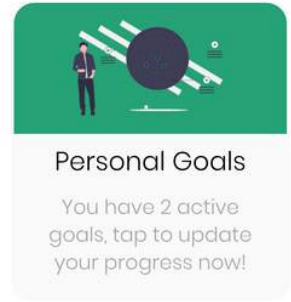 Personal Goals
You have 2 active
goals, tap to update
your progress now!